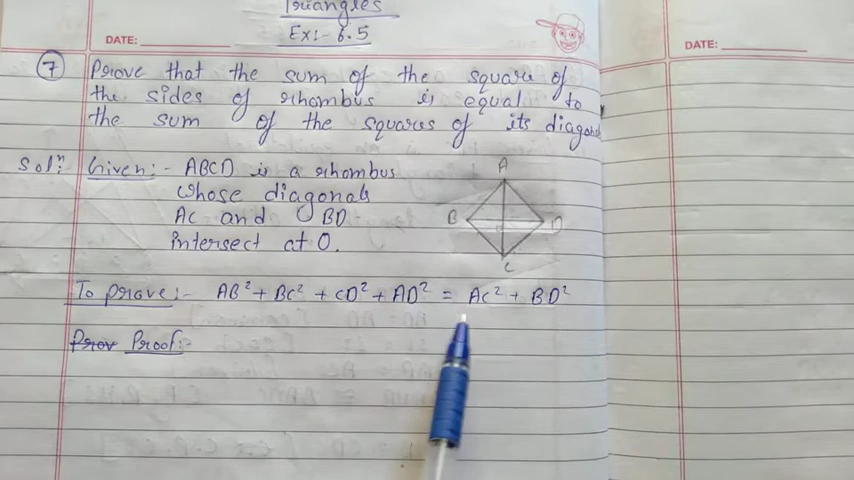 Triangles
Ex:- 6.5
DATE:
DATE:
7 Prove that the sum of the square of
the sides of rhombus is equal to
the sum of the squares of its diagonals
Solⁿ: Given:- ABCD is a rhombus
whose diagonals
AC and BD
intersect at O.
A
B
D
C
To prove:- AB² + BC² + CD² + AD² = AC² + BD²
Prov Proof:-